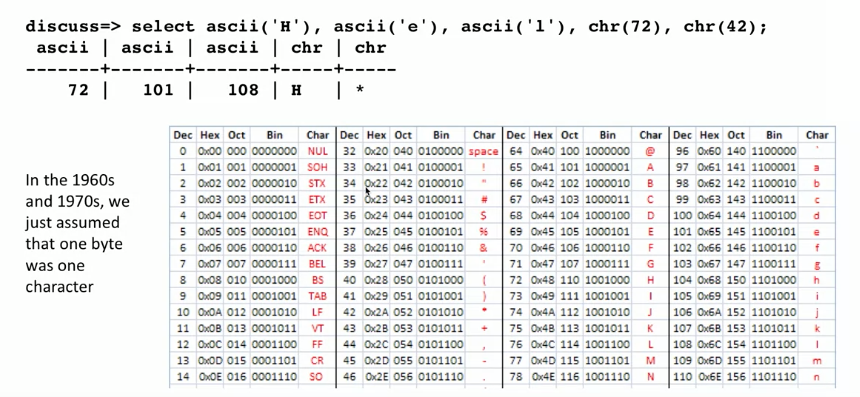 discuss=> select ascii('H'), ascii('e'), ascii('l'), chr(72), chr(42);
ascii | ascii | ascii | chr | chr
-------+-------+-------+-----+-----
72 | 101 | 108 | H | *
In the 1960s
and 1970s, we
just assumed
that one byte
was one
character
Dec Hex Oct Bin Char Dec Hex Oct Bin Char Dec Hex Oct Bin Char Dec Hex Oct Bin Char
0 0x00 000 0000000 NUL 32 0x20 040 0100000 space 64 0x40 100 1000000 @ 96 0x60 140 1100000 `
1 0x01 001 0000001 SOH 33 0x21 041 0100001 ! 65 0x41 101 1000001 A 97 0x61 141 1100001 a
2 0x02 002 0000010 STX 34 0x22 042 0100010 " 66 0x42 102 1000010 B 98 0x62 142 1100010 b
3 0x03 003 0000011 ETX 35 0x23 043 0100011 # 67 0x43 103 1000011 C 99 0x63 143 1100011 c
4 0x04 004 0000100 EOT 36 0x24 044 0100100 $ 68 0x44 104 1000100 D 100 0x64 144 1100100 d
5 0x05 005 0000101 ENQ 37 0x25 045 0100101 % 69 0x45 105 1000101 E 101 0x65 145 1100101 e
6 0x06 006 0000110 ACK 38 0x26 046 0100110 & 70 0x46 106 1000110 F 102 0x66 146 1100110 f
7 0x07 007 0000111 BEL 39 0x27 047 0100111 ' 71 0x47 107 1000111 G 103 0x67 147 1100111 g
8 0x08 010 0001000 BS 40 0x28 050 0101000 ( 72 0x48 110 1001000 H 104 0x68 150 1101000 h
9 0x09 011 0001001 TAB 41 0x29 051 0101001 ) 73 0x49 111 1001001 I 105 0x69 151 1101001 i
10 0x0A 012 0001010 LF 42 0x2A 052 0101010 * 74 0x4A 112 1001010 J 106 0x6A 152 1101010 j
11 0x0B 013 0001011 VT 43 0x2B 053 0101011 + 75 0x4B 113 1001011 K 107 0x6B 153 1101011 k
12 0x0C 014 0001100 FF 44 0x2C 054 0101100 , 76 0x4C 114 1001100 L 108 0x6C 154 1101100 l
13 0x0D 015 0001101 CR 45 0x2D 055 0101101 - 77 0x4D 115 1001101 M 109 0x6D 155 1101101 m
14 0x0E 016 0001110 SO 46 0x2E 056 0101110 . 78 0x4E 116 1001110 N 110 0x6E 156 1101110 n